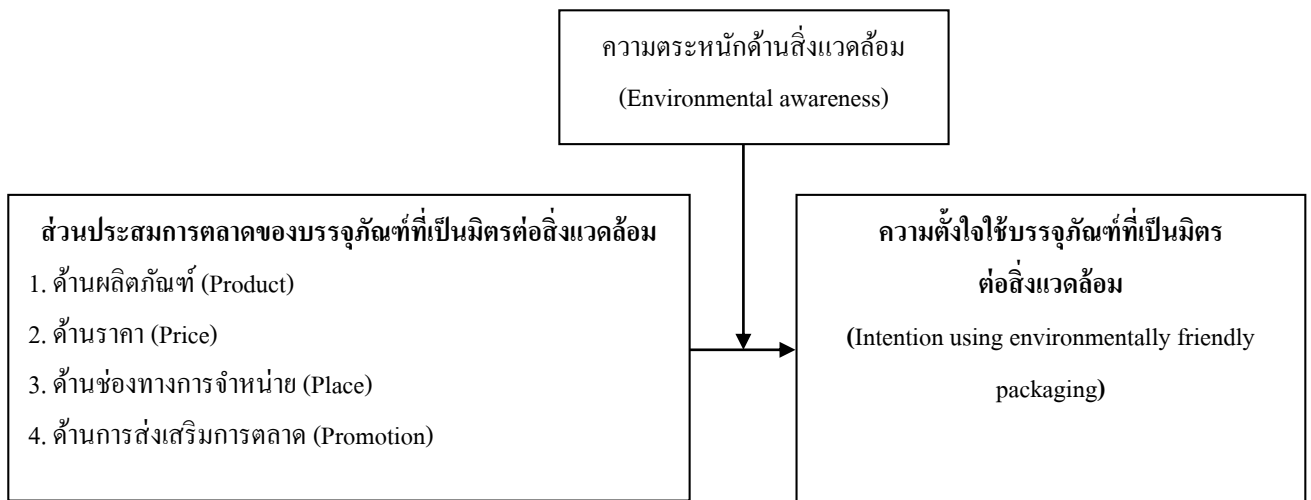 ความตระหนักด้านสิ่งแวดล้อม
(Environmental awareness)
ส่วนประสมการตลาดของบรรจุภัณฑ์ที่เป็นมิตรต่อสิ่งแวดล้อม
1. ด้านผลิตภัณฑ์ (Product)
2. ด้านราคา (Price)
3. ด้านช่องทางการจำหน่าย (Place)
4. ด้านการส่งเสริมการตลาด (Promotion)
ความตั้งใจใช้บรรจุภัณฑ์ที่เป็นมิตร
ต่อสิ่งแวดล้อม
(Intention using environmentally friendly
packaging)